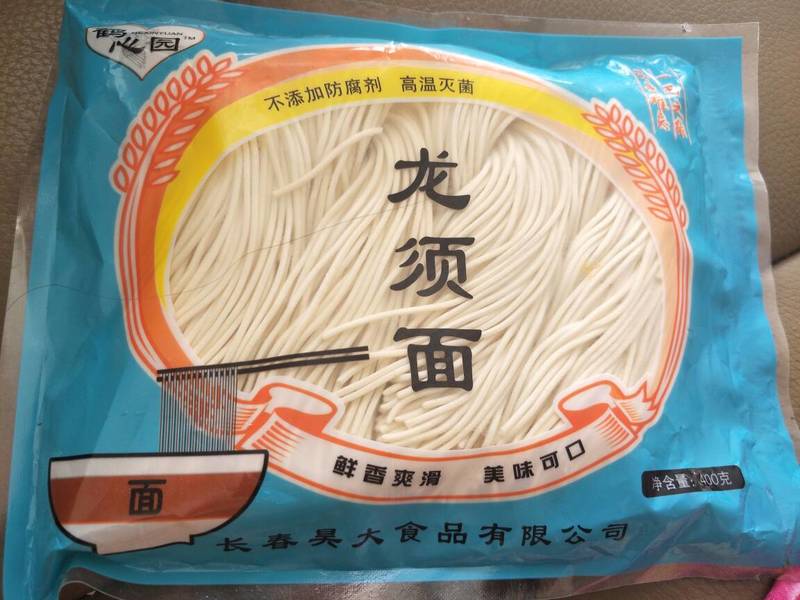 鹤心园
HEXINYUAN™
不添加防腐剂 高温灭菌
龙须面
鲜香爽滑 美味可口
面
净含量:400克
长春昊大食品有限公司